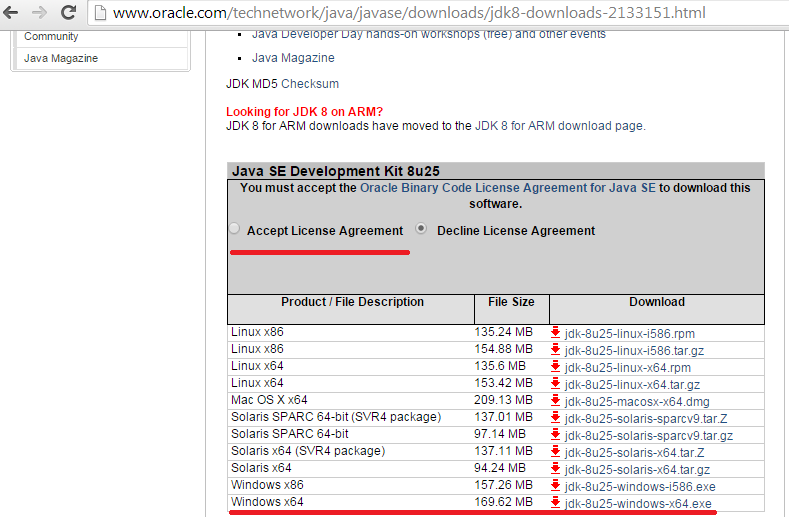 www.oracle.com/technetwork/java/javase/downloads/jdk8-downloads-2133151.html
Community
Java Magazine
Java Developer Day hands-on workshops (free) and other events
Java Magazine
JDK MD5 Checksum
Looking for JDK 8 on ARM?
JDK 8 for ARM downloads have moved to the JDK 8 for ARM download page.
Java SE Development Kit 8u25
You must accept the Oracle Binary Code License Agreement for Java SE to download this
software.
Accept License Agreement Decline License Agreement
Product / File Description File Size Download
Linux x86 135.24 MB jdk-8u25-linux-i586.rpm
Linux x86 154.88 MB jdk-8u25-linux-i586.tar.gz
Linux x64 135.6 MB jdk-8u25-linux-x64.rpm
Linux x64 153.42 MB jdk-8u25-linux-x64.tar.gz
Mac OS X x64 209.13 MB jdk-8u25-macosx-x64.dmg
Solaris SPARC 64-bit (SVR4 package) 137.01 MB jdk-8u25-solaris-sparcv9.tar.Z
Solaris SPARC 64-bit 97.14 MB jdk-8u25-solaris-sparcv9.tar.gz
Solaris x64 (SVR4 package) 137.11 MB jdk-8u25-solaris-x64.tar.Z
Solaris x64 94.24 MB jdk-8u25-solaris-x64.tar.gz
Windows x86 157.26 MB jdk-8u25-windows-i586.exe
Windows x64 169.62 MB jdk-8u25-windows-x64.exe